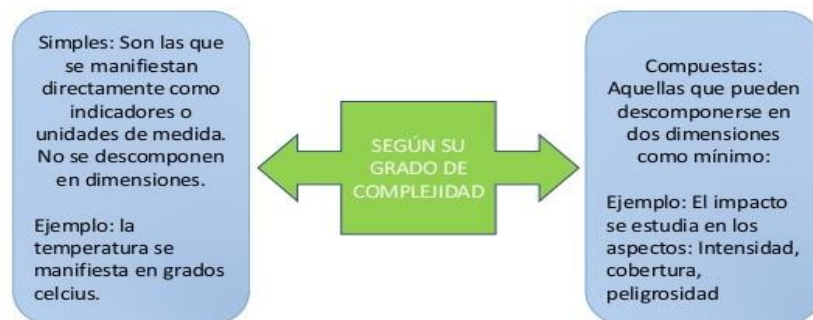 Simples: Son las que
se manifiestan
directamente como
indicadores o
unidades de medida.
No se descomponen
en dimensiones.
Ejemplo: la
temperatura se
manifiesta en grados
celcius.
SEGÚN SU
GRADO DE
COMPLEJIDAD
Compuestas:
Aquellas que pueden
descomponerse en
dos dimensiones
como mínimo:
Ejemplo: El impacto
se estudia en los
aspectos: Intensidad,
cobertura,
peligrosidad